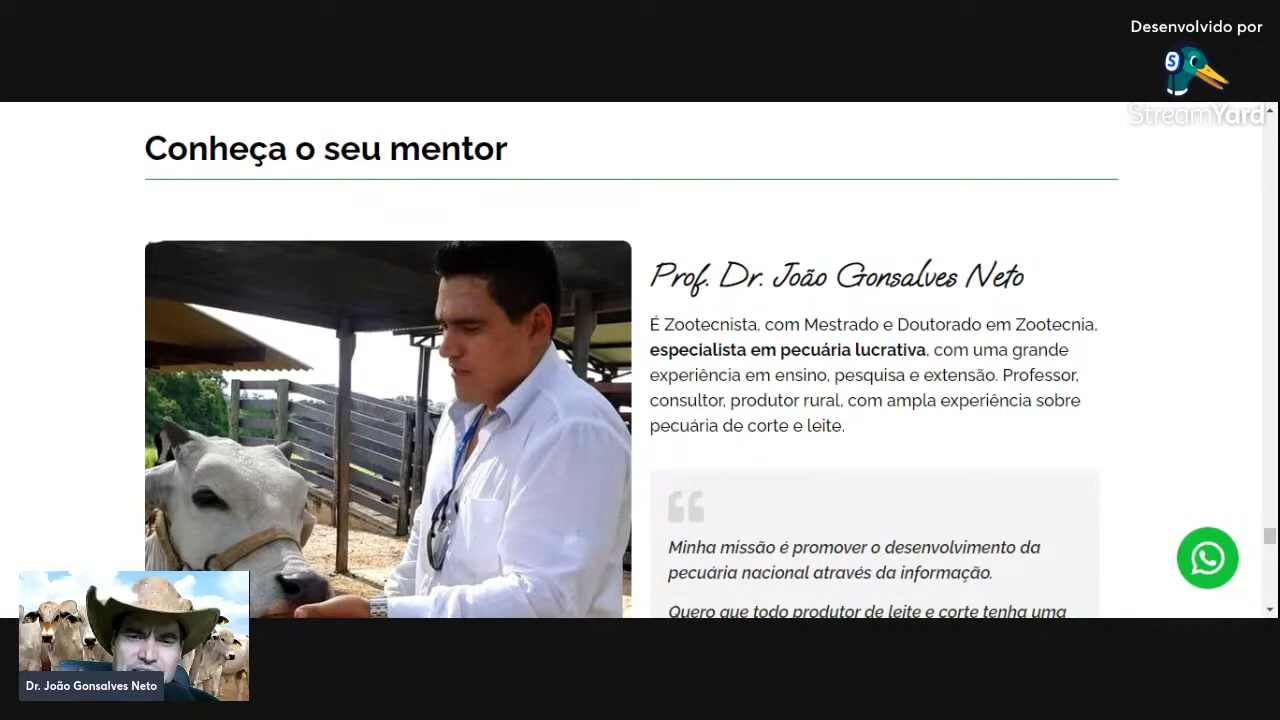 Desenvolvido por
S
StreamYard
Conheça o seu mentor
Prof. Dr. João Gonsalves Neto
É Zootecnista, com Mestrado e Doutorado em Zootecnia,
especialista em pecuária lucrativa, com uma grande
experiência em ensino, pesquisa e extensão. Professor,
consultor, produtor rural, com ampla experiência sobre
pecuária de corte e leite.
Minha missão é promover o desenvolvimento da
pecuária nacional através da informação.
Quero que todo produtor de leite e corte tenha uma
Dr. João Gonsalves Neto